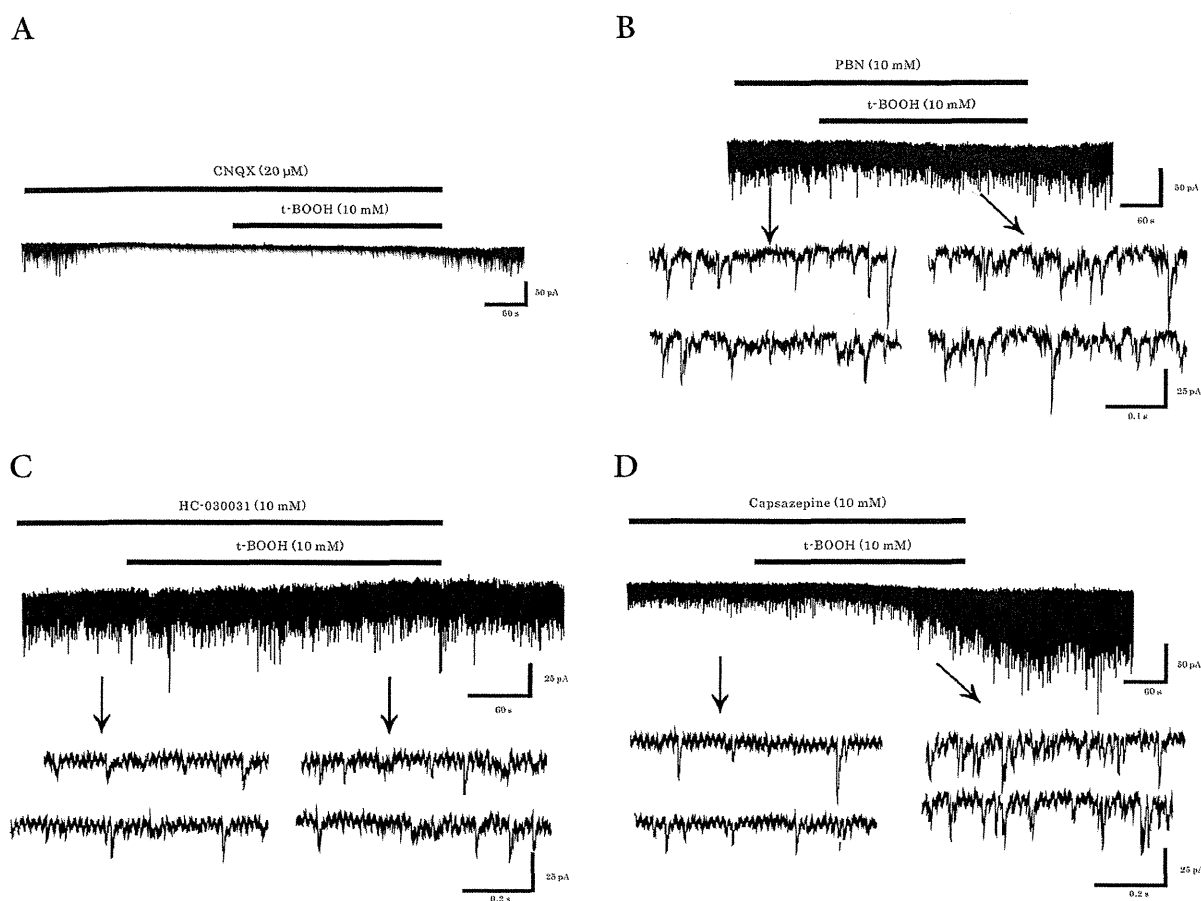 A
CNQX (20 µM)
t-BOOH (10 mM)
50 pA
60 s
B
PBN (10 mM)
t-BOOH (10 mM)
50 pA
60 s
25 pA
0.1 s
C
HC-030031 (10 mM)
t-BOOH (10 mM)
25 pA
60 s
25 pA
0.2 s
D
Capsazepine (10 mM)
t-BOOH (10 mM)
50 pA
60 s
25 p/
0.2 s